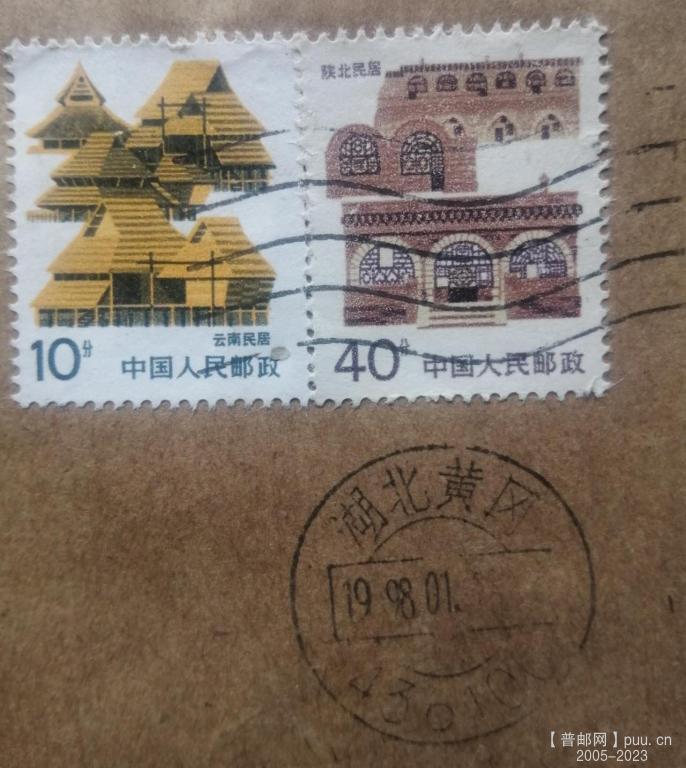 陕北民居
云南民居
10分 中国人民邮政
40分 中国人民邮政
湖北黄冈
1998.01.
【普邮网】puu.cn
2005-2023